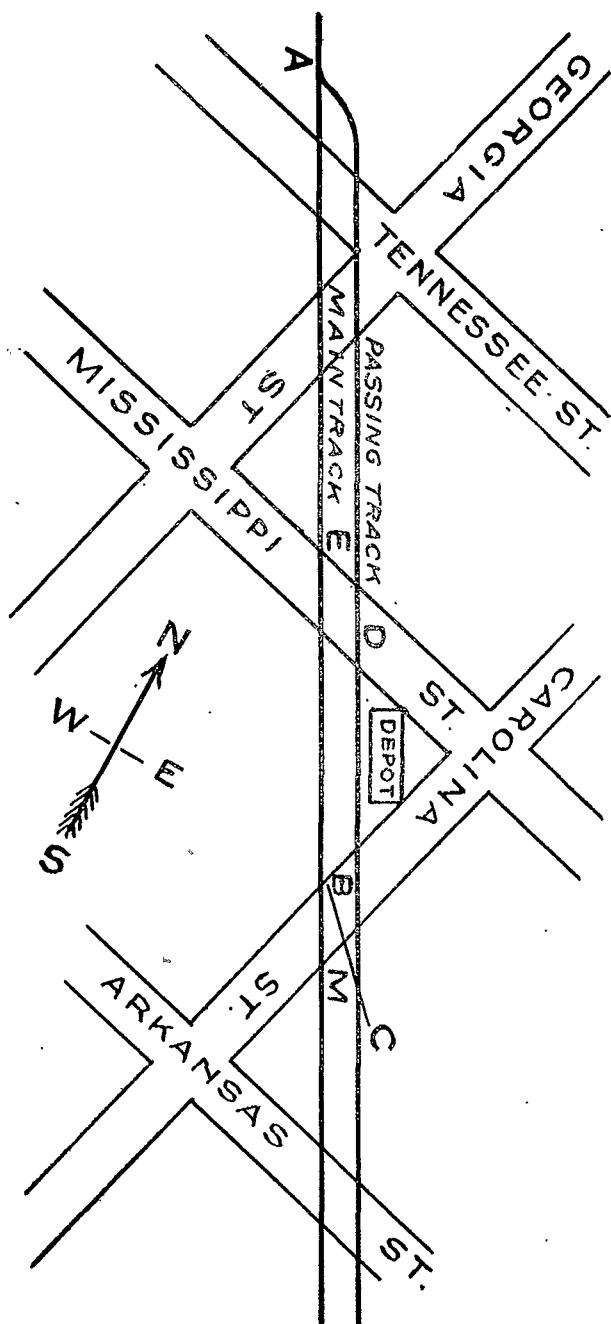 A
GEORGIA
ST
TENNESSEE ST.
MAIN TRACK
PASSING TRACK
E
D
MISSISSIPPI
ST.
DEPOT
CAROLINA
ST.
B
M
C
N
W
E
S
ARKANSAS
ST.